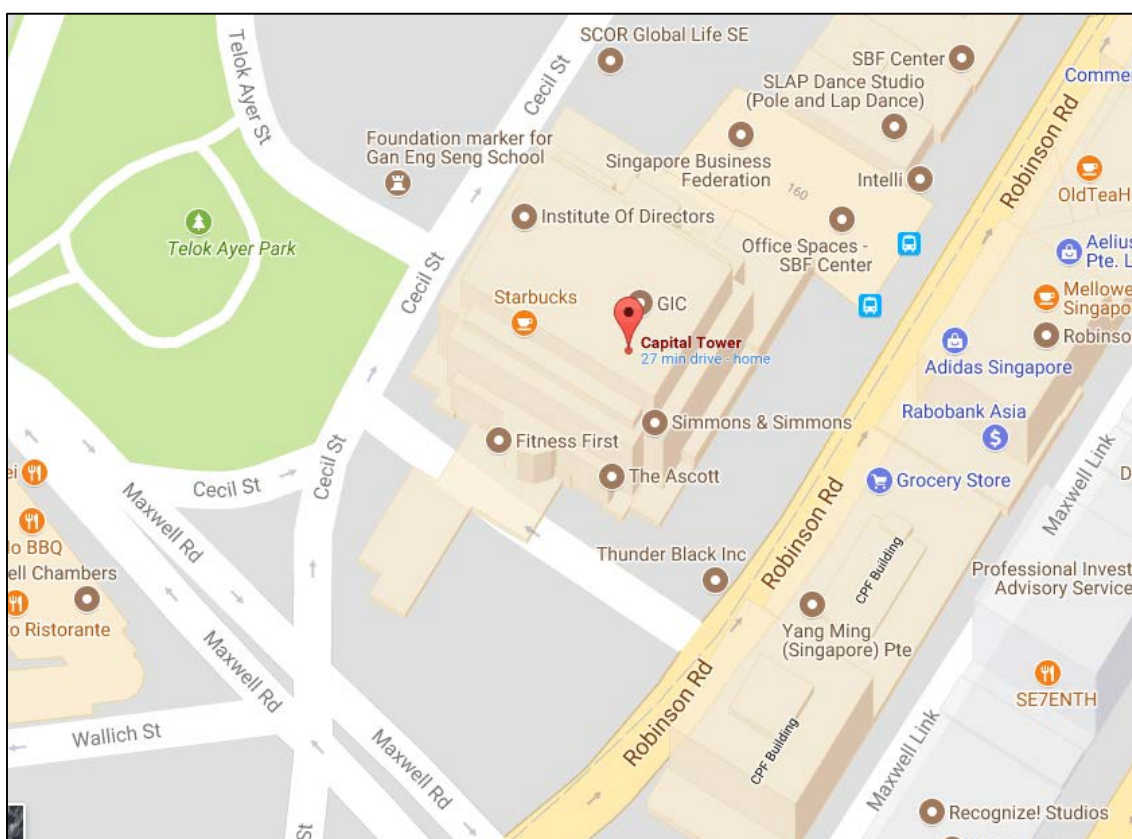 SCOR Global Life SE
SBF Center
SLAP Dance Studio
(Pole and Lap Dance)
Commer
Telok Ayer St
Cecil St
Robinson Rd
Foundation marker for
Gan Eng Seng School
Singapore Business
Federation
160
Intelli
OldTeaH
Telok Ayer Park
Institute Of Directors
Office Spaces -
SBF Center
Aelius
Pte. L
Cecil St
Starbucks
GIC
Mellowe
Singapo
Capital Tower
27 min drive - home
Robinso
Adidas Singapore
Rabobank Asia
Simmons & Simmons
Fitness First
Cecil St
Cecil St
The Ascott
Grocery Store
Maxwell Link
D
ei
Maxwell Rd
lo BBQ
ell Chambers
o Ristorante
Thunder Black Inc
Robinson Rd
CPF Building
Professional Invest
Advisory Service
Yang Ming
(Singapore) Pte
Maxwell Rd
Robinson Rd
SE7ENTH
Wallich St
CPF Building
Maxwell Link
Maxwell Rd
Recognize! Studios